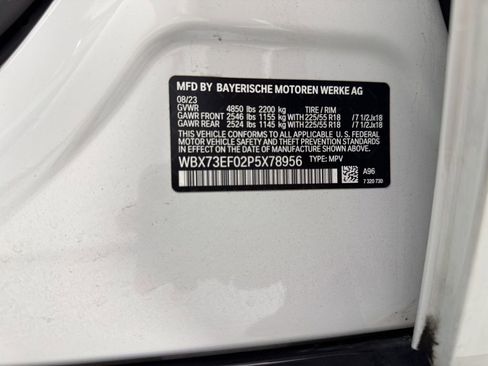 MFD BY BAYERISCHE MOTOREN WERKE AG
08/23
GVWR 4850 lbs 2200 kg TIRE / RIM
GAWR FRONT 2546 lbs 1155 kg WITH 225/55 R18 /7 1/2Jx18
GAWR REAR 2524 lbs 1145 kg WITH 225/55 R18 /7 1/2Jx18
THIS VEHICLE CONFORMS TO ALL APPLICABLE U.S. FEDERAL
MOTOR VEHICLE SAFETY AND THEFT PREVENTION STANDARDS
IN EFFECT ON THE DATE OF MANUFACTURE SHOWN ABOVE.
WBX73EF02P5X78956 TYPE: MPV
A96
7 320 730